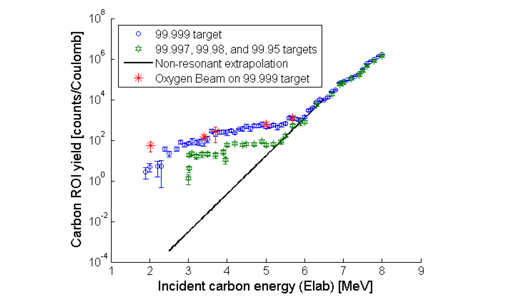 10^8
10^6
10^4
10^2
10^0
10^-2
10^-4
Carbon ROI yield [counts/Coulomb]
99.999 target
99.997, 99.98, and 99.95 targets
Non-resonant extrapolation
Oxygen Beam on 99.999 target
1 2 3 4 5 6 7 8 9
Incident carbon energy (Elab) [MeV]